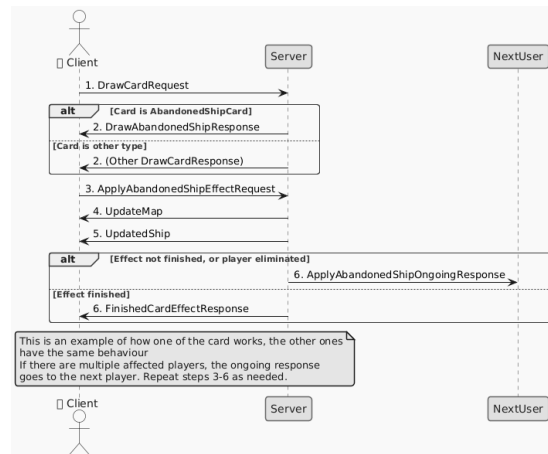 Client
Server
NextUser
1. DrawCardRequest
alt [Card is AbandonedShipCard]
2. DrawAbandonedShipResponse
[Card is other type]
2. (Other DrawCardResponse)
3. ApplyAbandonedShipEffectRequest
4. UpdateMap
5. UpdatedShip
alt [Effect not finished, or player eliminated]
6. ApplyAbandonedShipOngoingResponse
[Effect finished]
6. FinishedCardEffectResponse
This is an example of how one of the card works, the other ones
have the same behaviour
If there are multiple affected players, the ongoing response
goes to the next player. Repeat steps 3-6 as needed.
Client
Server
NextUser